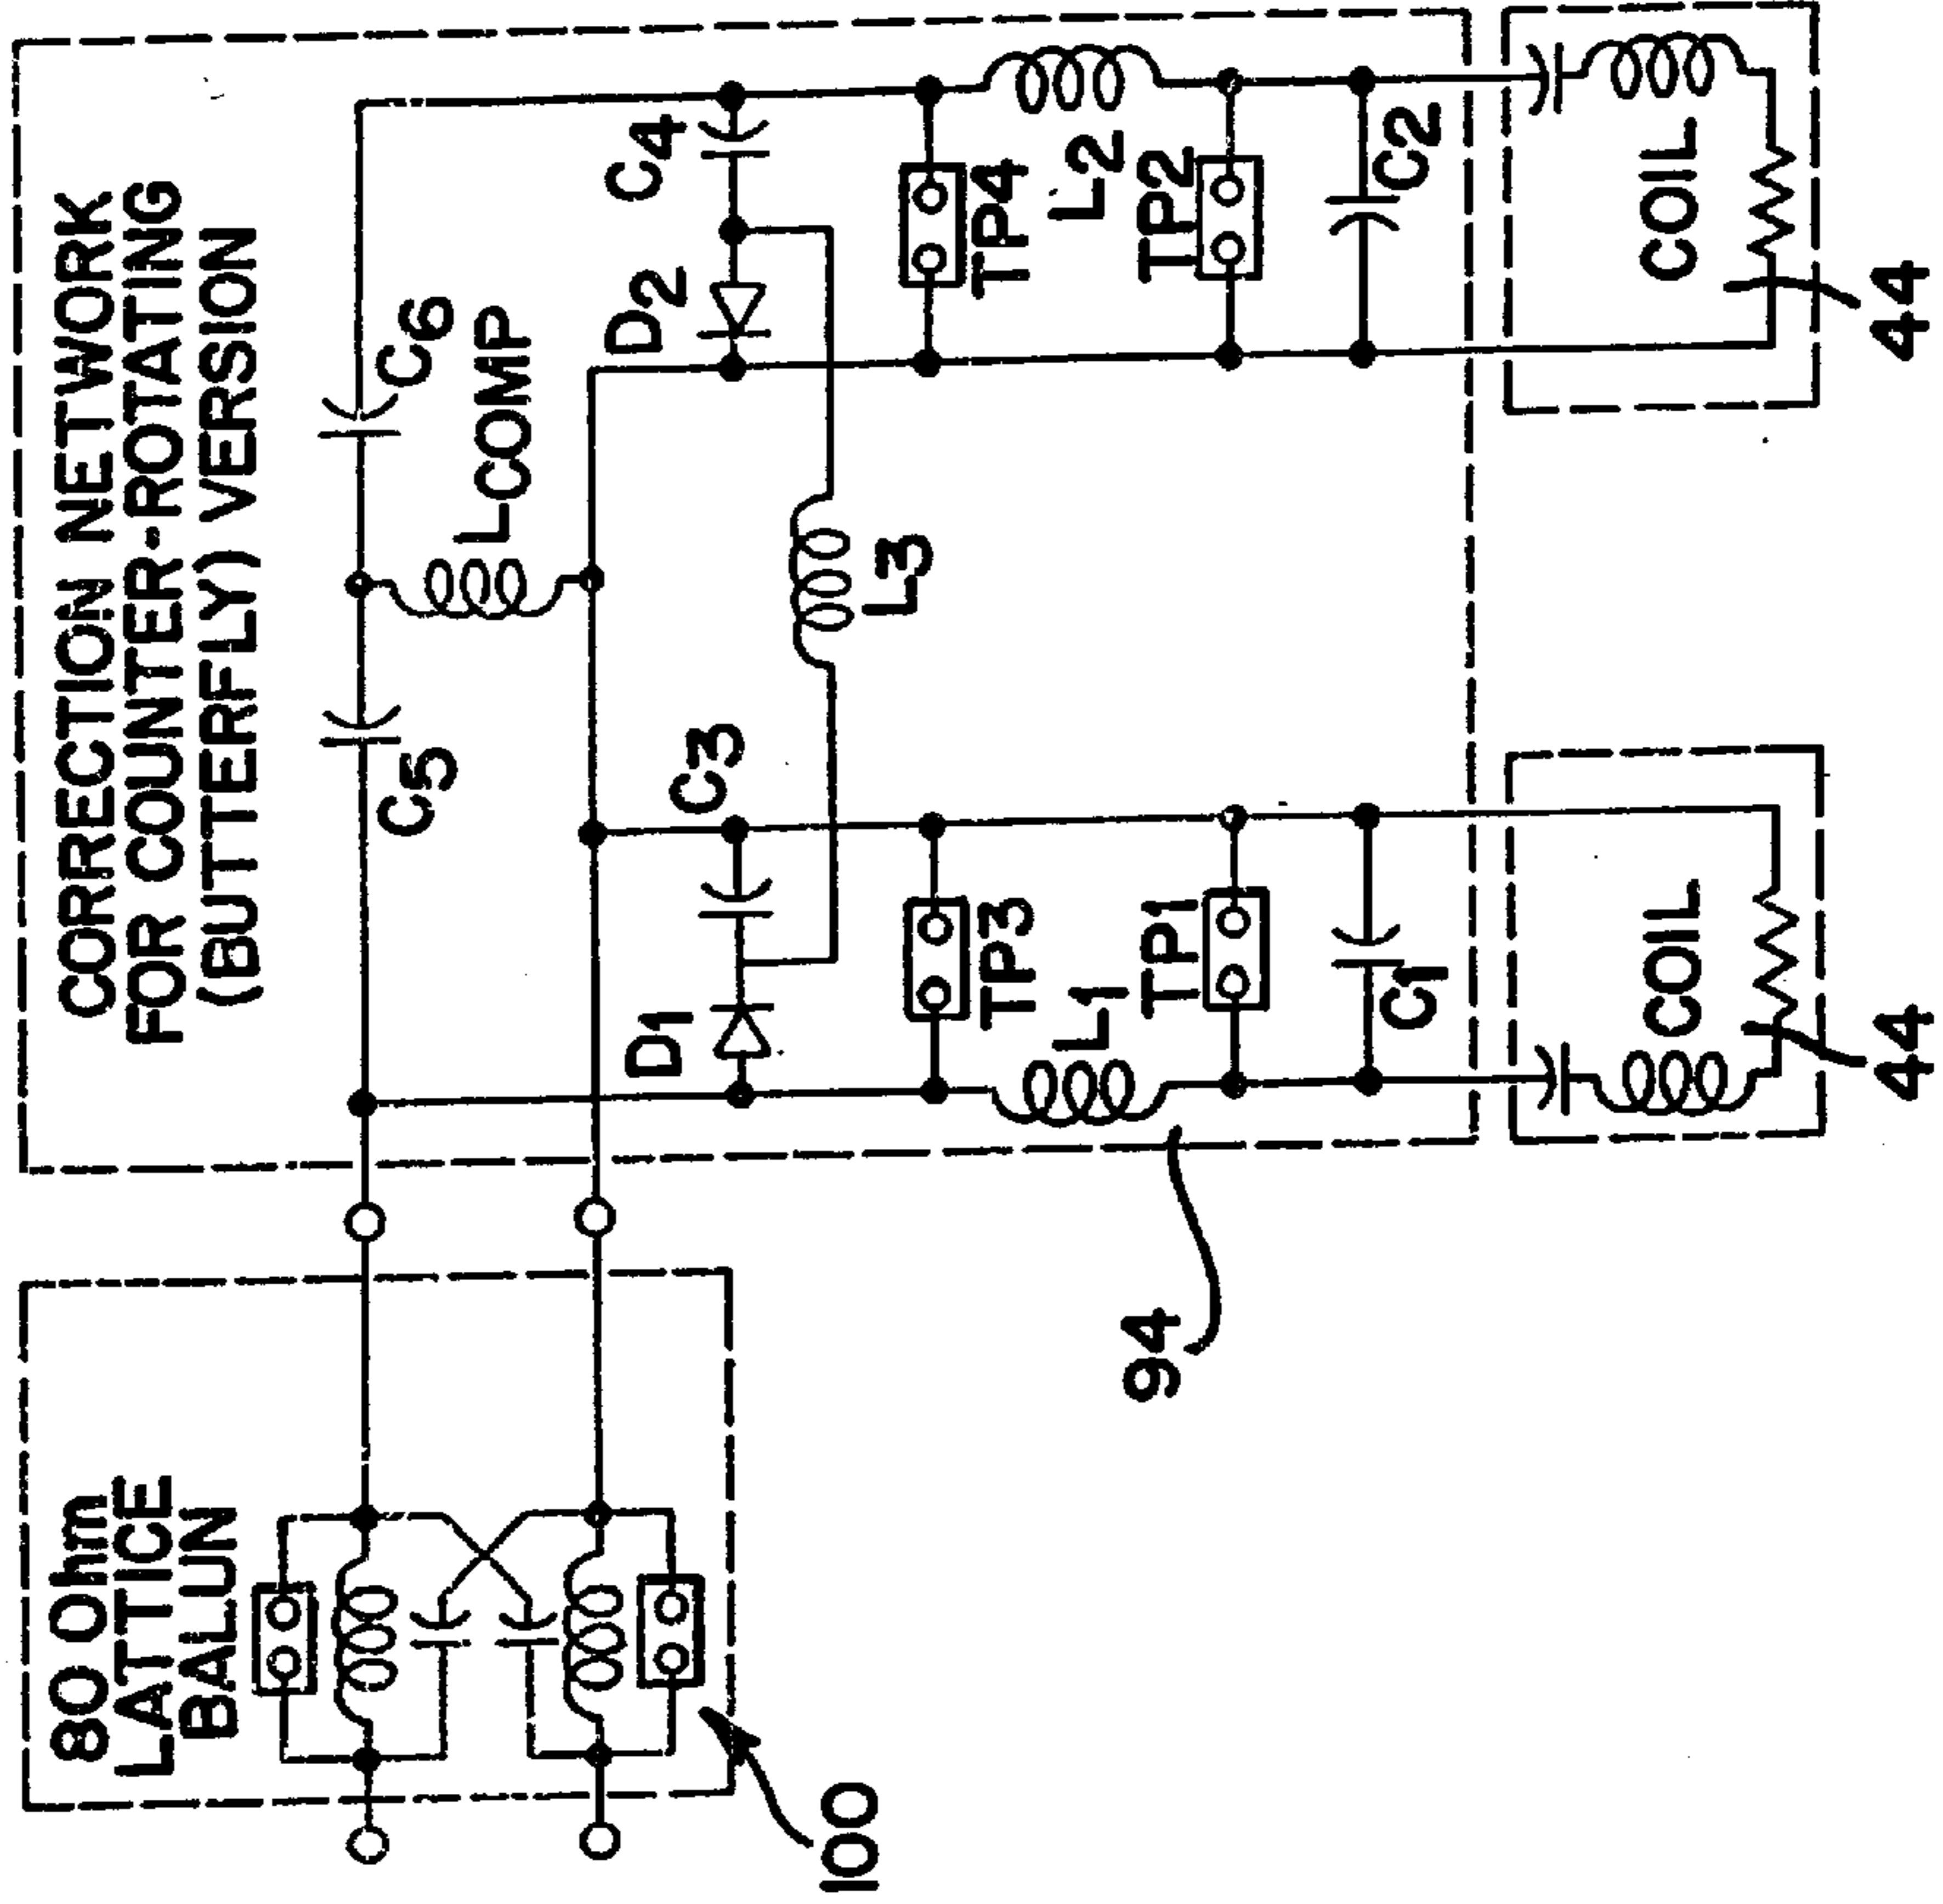 80 Ohm
LATTICE
BALUN
100
CORRECTION NETWORK
FOR COUNTER-ROTATING
(BUTTERFLY) VERSION
C5
C6
LCOMP
D1
C3
D2
C4
L3
TP3
TP4
L1
L2
TP1
TP2
C1
C2
94
COIL
COIL
44
44